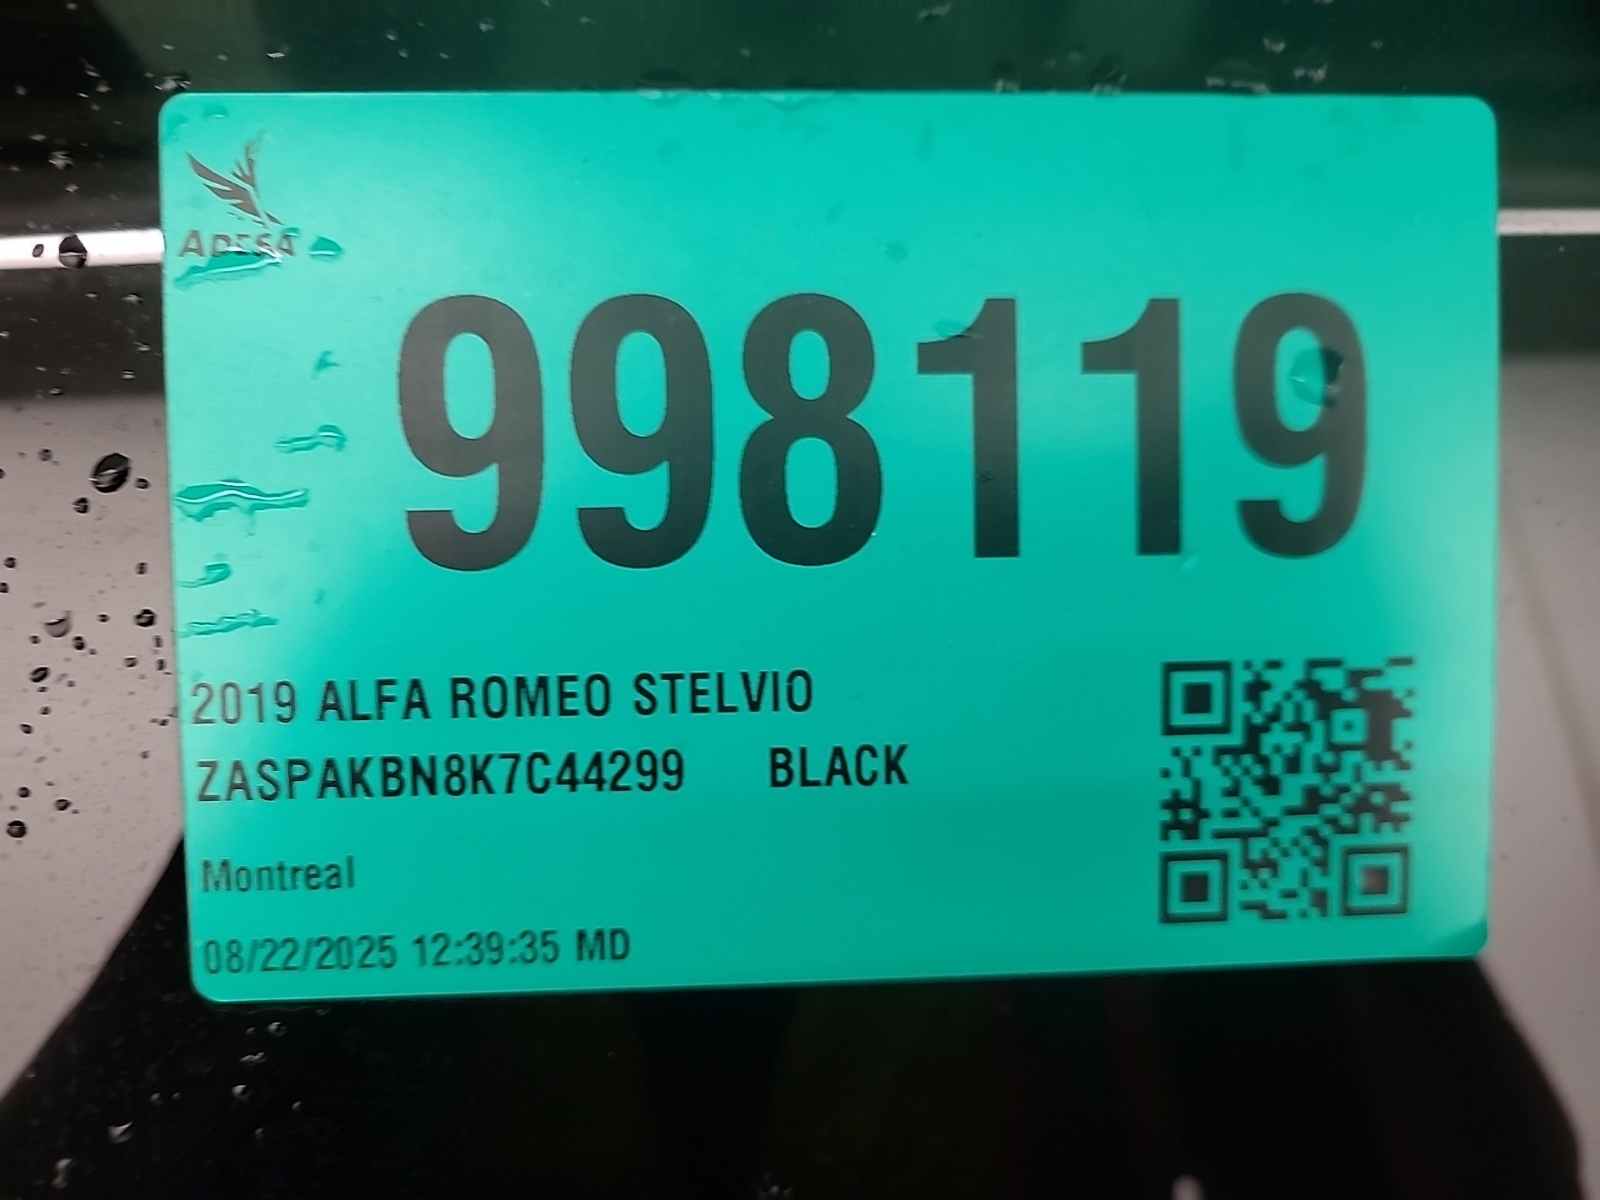 ADESA
998119
2019 ALFA ROMEO STELVIO
ZASPAKBN8K7C44299 BLACK
Montreal
08/22/2025 12:39:35 MD